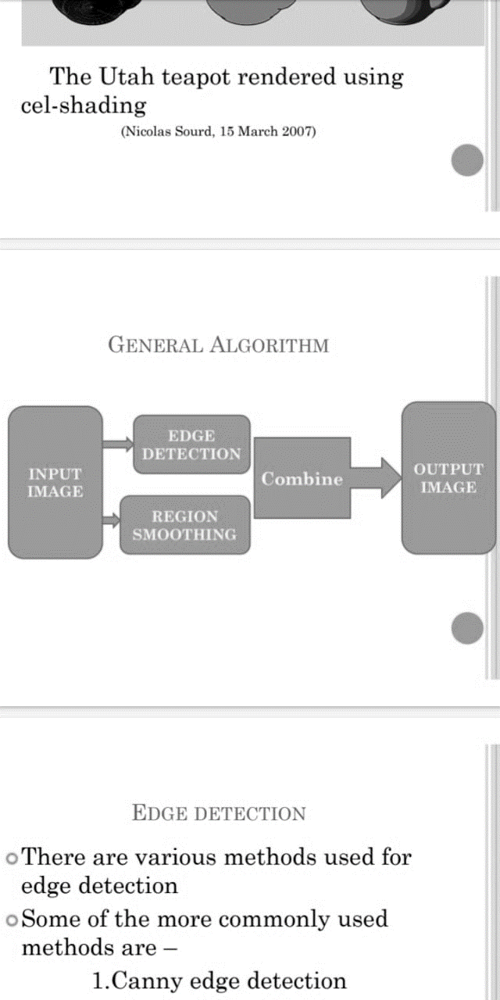 The Utah teapot rendered using
cel-shading
(Nicolas Sourd, 15 March 2007)
GENERAL ALGORITHM
INPUT
IMAGE
EDGE
DETECTION
REGION
SMOOTHING
Combine
OUTPUT
IMAGE
EDGE DETECTION
There are various methods used for
edge detection
Some of the more commonly used
methods are –
1.Canny edge detection